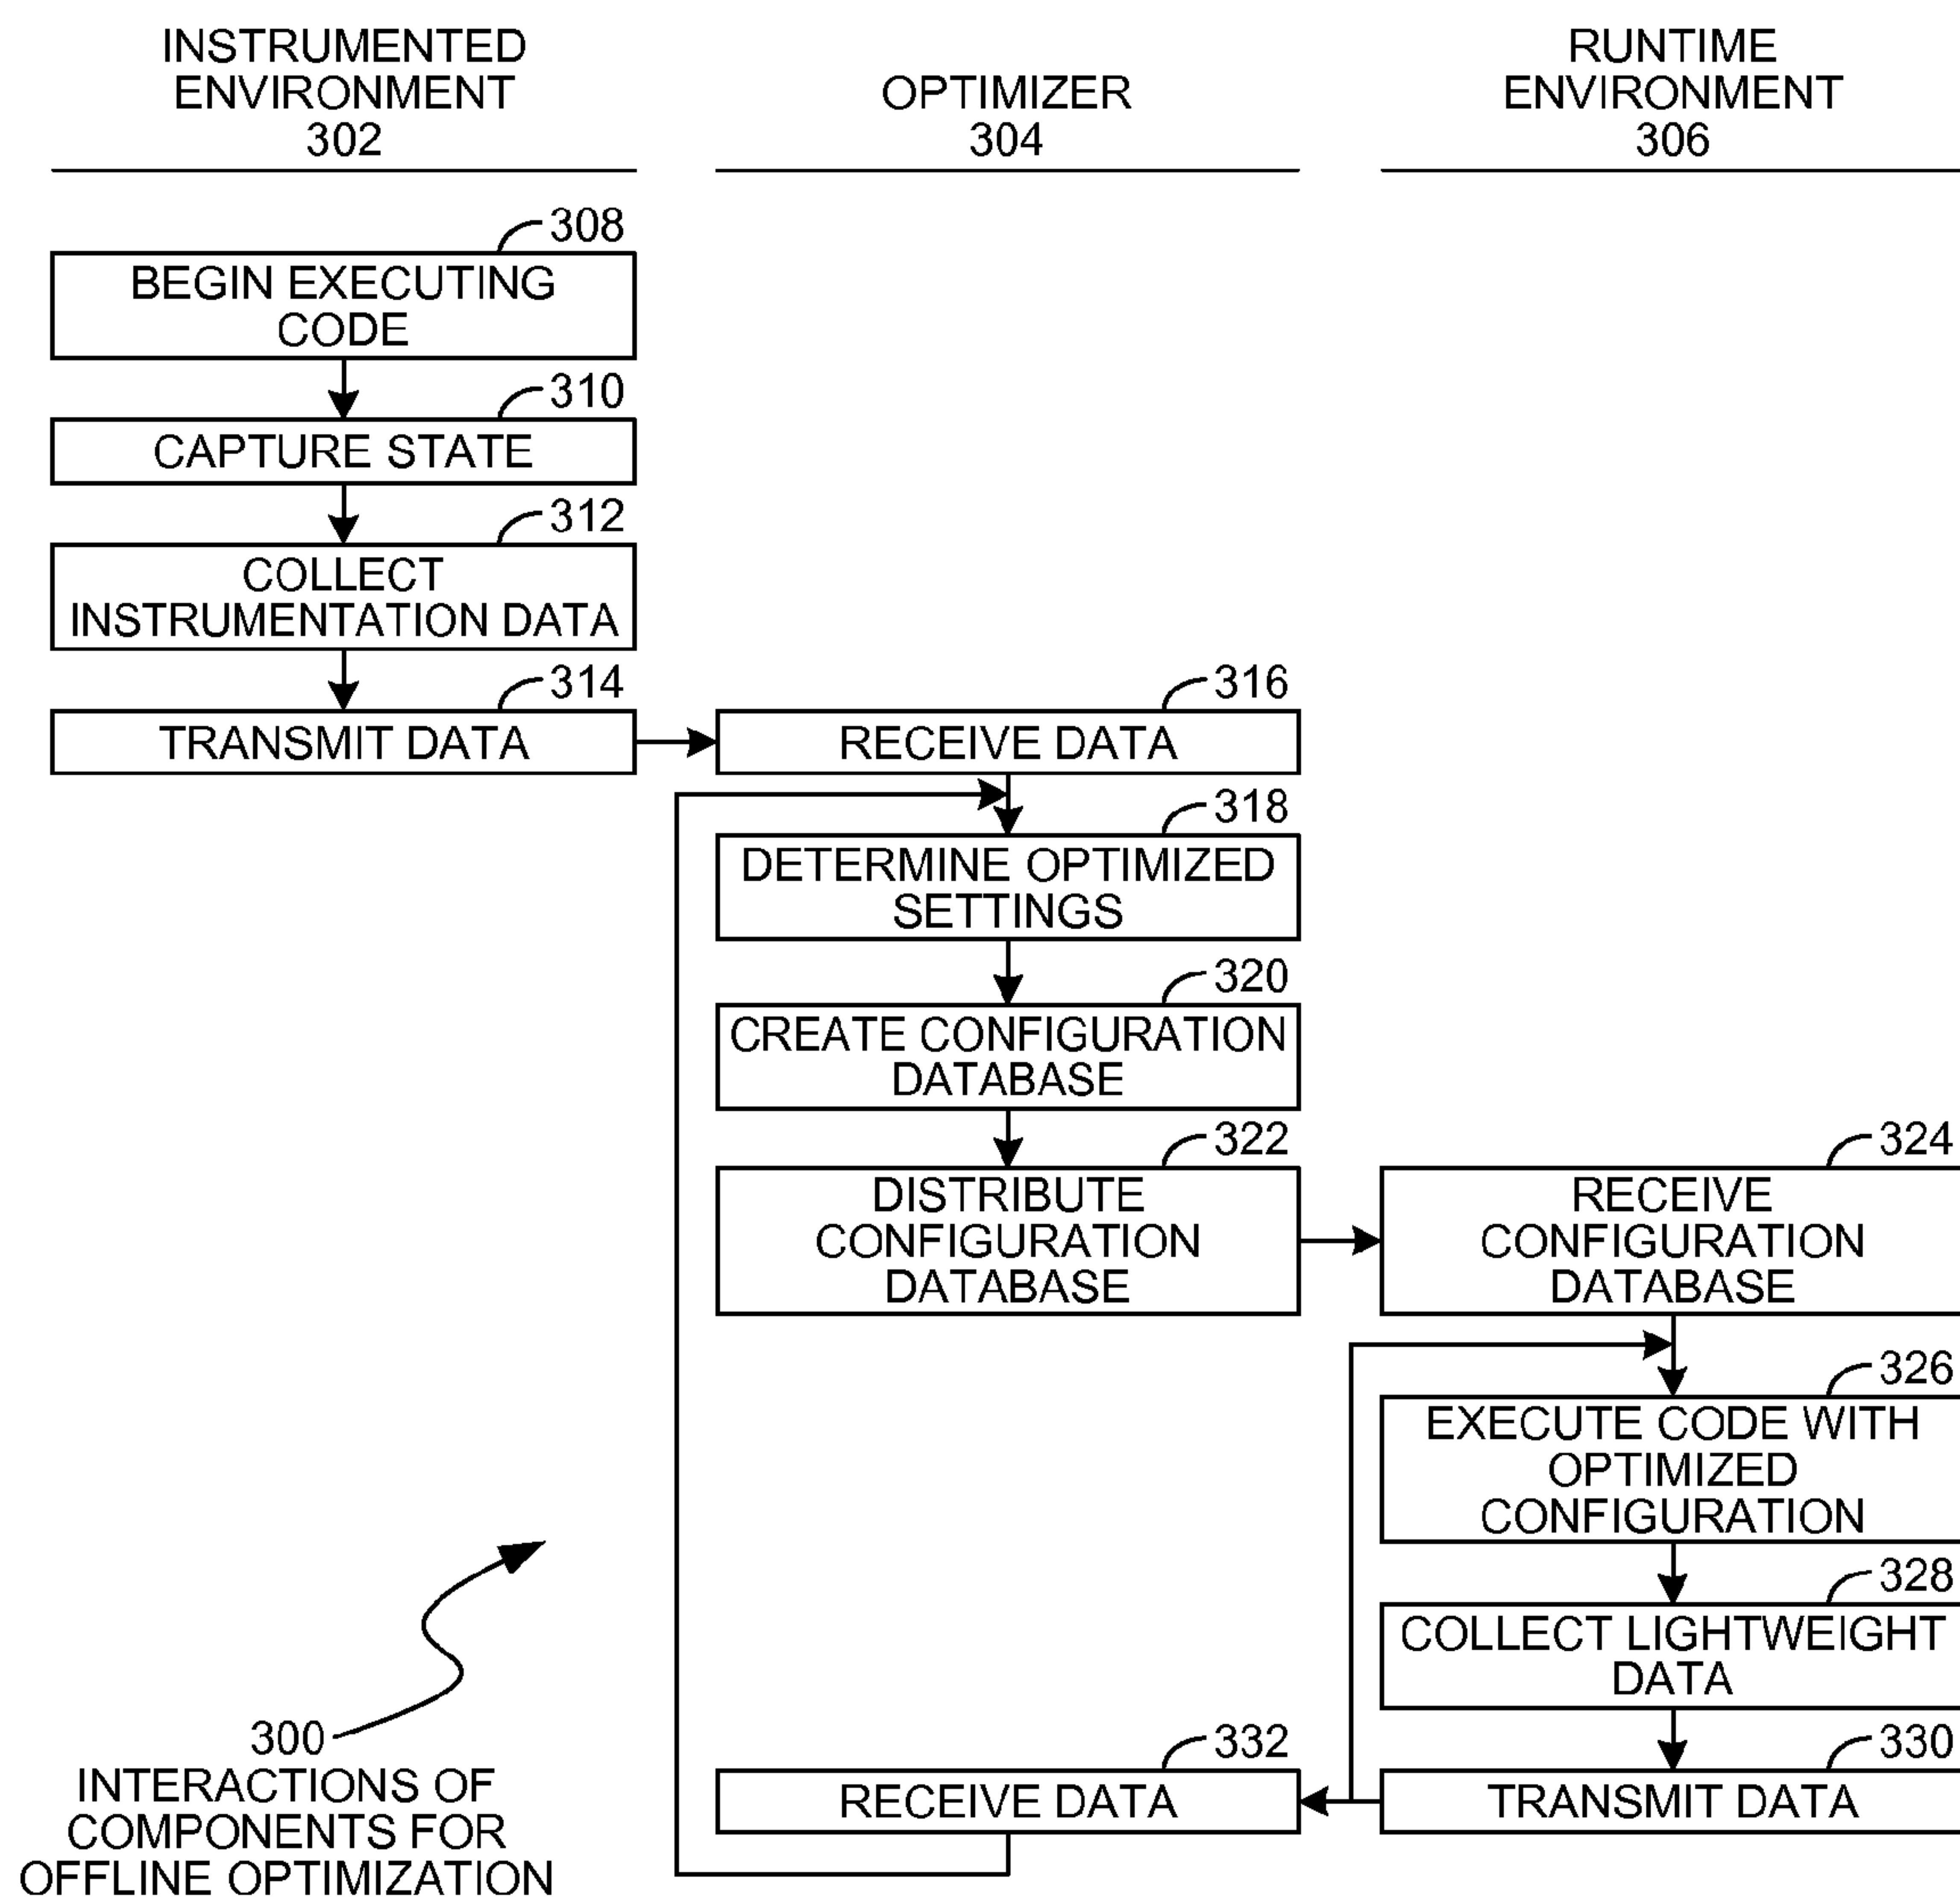 INSTRUMENTED
ENVIRONMENT
302
OPTIMIZER
304
RUNTIME
ENVIRONMENT
306
308
BEGIN EXECUTING
CODE
310
CAPTURE STATE
312
COLLECT
INSTRUMENTATION DATA
314
TRANSMIT DATA
316
RECEIVE DATA
318
DETERMINE OPTIMIZED
SETTINGS
320
CREATE CONFIGURATION
DATABASE
322
DISTRIBUTE
CONFIGURATION
DATABASE
324
RECEIVE
CONFIGURATION
DATABASE
326
EXECUTE CODE WITH
OPTIMIZED
CONFIGURATION
328
COLLECT LIGHTWEIGHT
DATA
330
TRANSMIT DATA
332
RECEIVE DATA
300
INTERACTIONS OF
COMPONENTS FOR
OFFLINE OPTIMIZATION